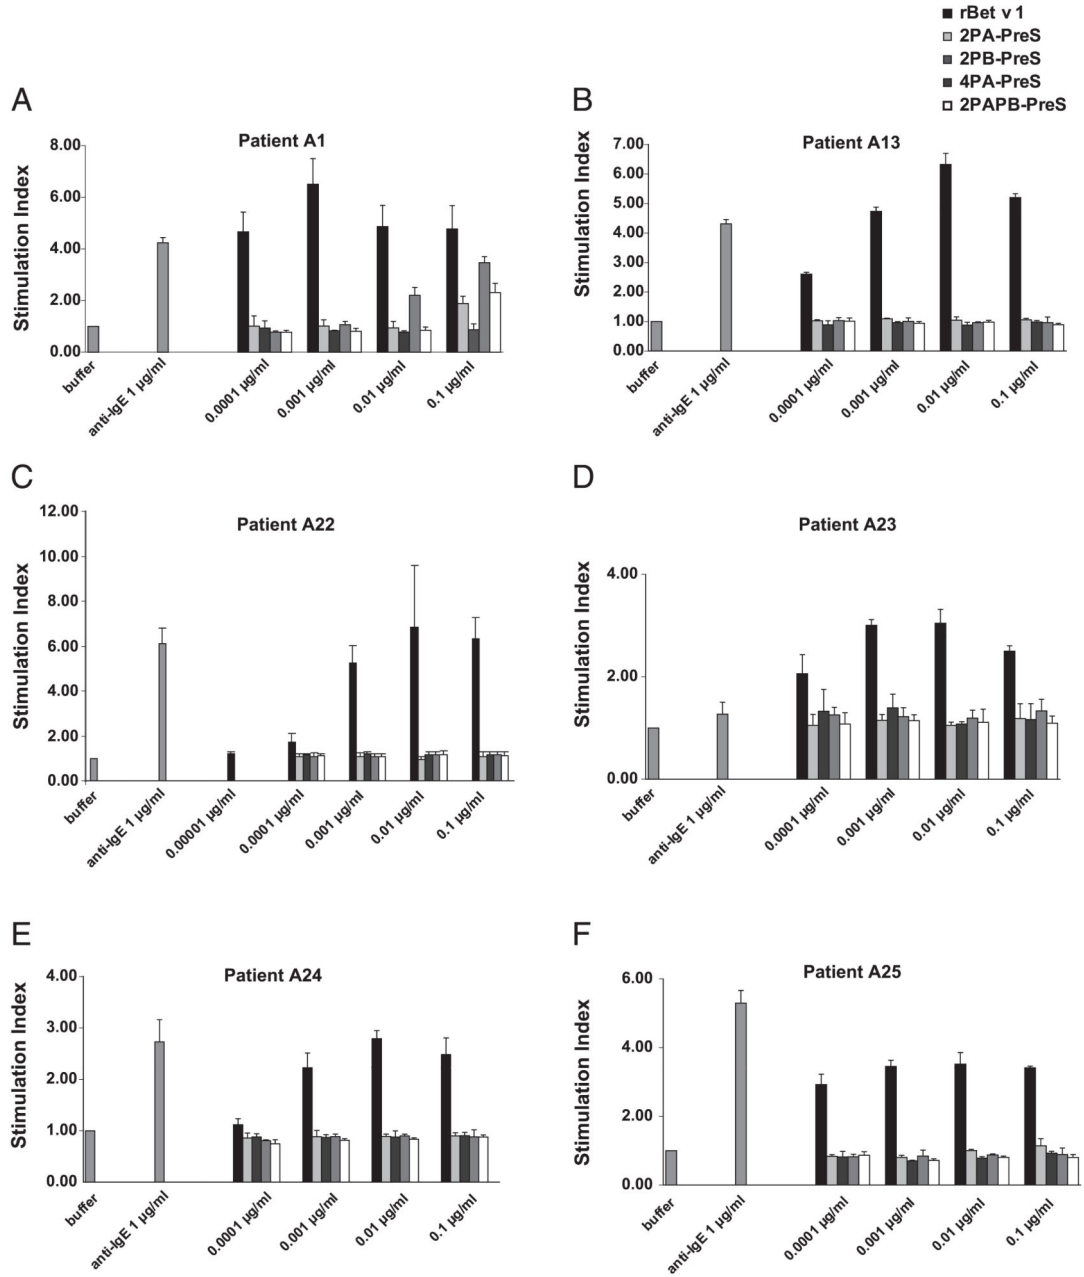 rBet v 1
2PA-PreS
2PB-PreS
4PA-PreS
2PAPB-PreS
A
Patient A1
Stimulation Index
8.00
6.00
4.00
2.00
0.00
buffer
anti-IgE 1 µg/ml
0.0001 µg/ml
0.001 µg/ml
0.01 µg/ml
0.1 µg/ml
B
Patient A13
Stimulation Index
7.00
6.00
5.00
4.00
3.00
2.00
1.00
0.00
buffer
anti-IgE 1 µg/ml
0.0001 µg/ml
0.001 µg/ml
0.01 µg/ml
0.1 µg/ml
C
Patient A22
Stimulation Index
12.00
10.00
8.00
6.00
4.00
2.00
0.00
buffer
anti-IgE 1 µg/ml
0.00001 µg/ml
0.0001 µg/ml
0.001 µg/ml
0.01 µg/ml
0.1 µg/ml
D
Patient A23
Stimulation Index
4.00
2.00
0.00
buffer
anti-IgE 1 µg/ml
0.0001 µg/ml
0.001 µg/ml
0.01 µg/ml
0.1 µg/ml
E
Patient A24
Stimulation Index
4.00
3.00
2.00
1.00
0.00
buffer
anti-IgE 1 µg/ml
0.0001 µg/ml
0.001 µg/ml
0.01 µg/ml
0.1 µg/ml
F
Patient A25
Stimulation Index
6.00
4.00
2.00
0.00
buffer
anti-IgE 1 µg/ml
0.0001 µg/ml
0.001 µg/ml
0.01 µg/ml
0.1 µg/ml